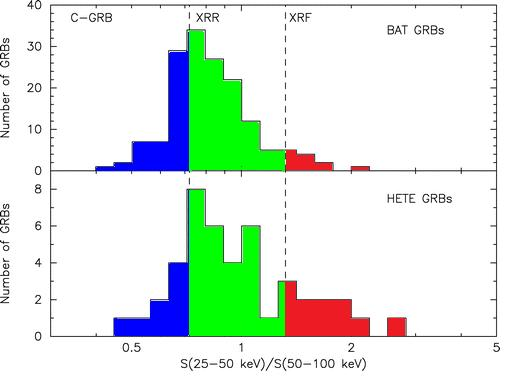 C-GRB XRR XRF
BAT GRBs
Number of GRBs
40
30
20
10
0
HETE GRBs
Number of GRBs
8
6
4
2
0
0.5 1 2 5
S(25-50 keV)/S(50-100 keV)